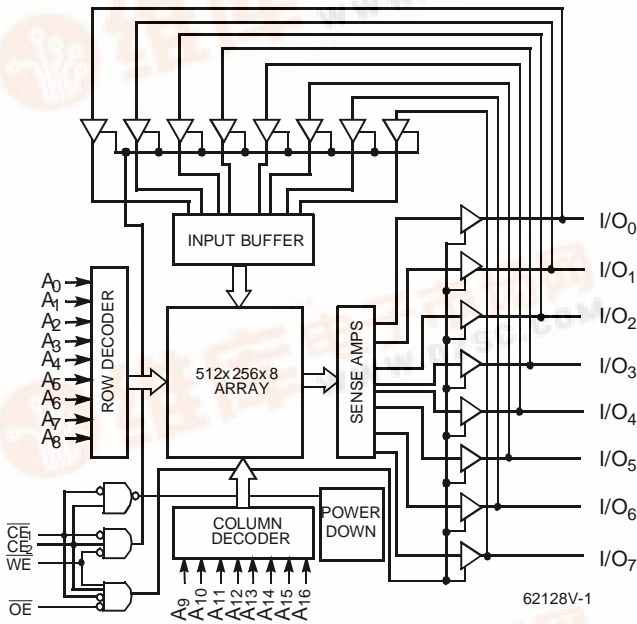 INPUT BUFFER
I/O0
I/O1
I/O2
I/O3
I/O4
I/O5
I/O6
I/O7
A0
A1
A2
A3
A4
A5
A6
A7
A8
ROW DECODER
512x256x8
ARRAY
SENSE AMPS
COLUMN
DECODER
POWER
DOWN
CE1
CE2
WE
OE
A9
A10
A11
A12
A13
A14
A15
A16
62128V-1